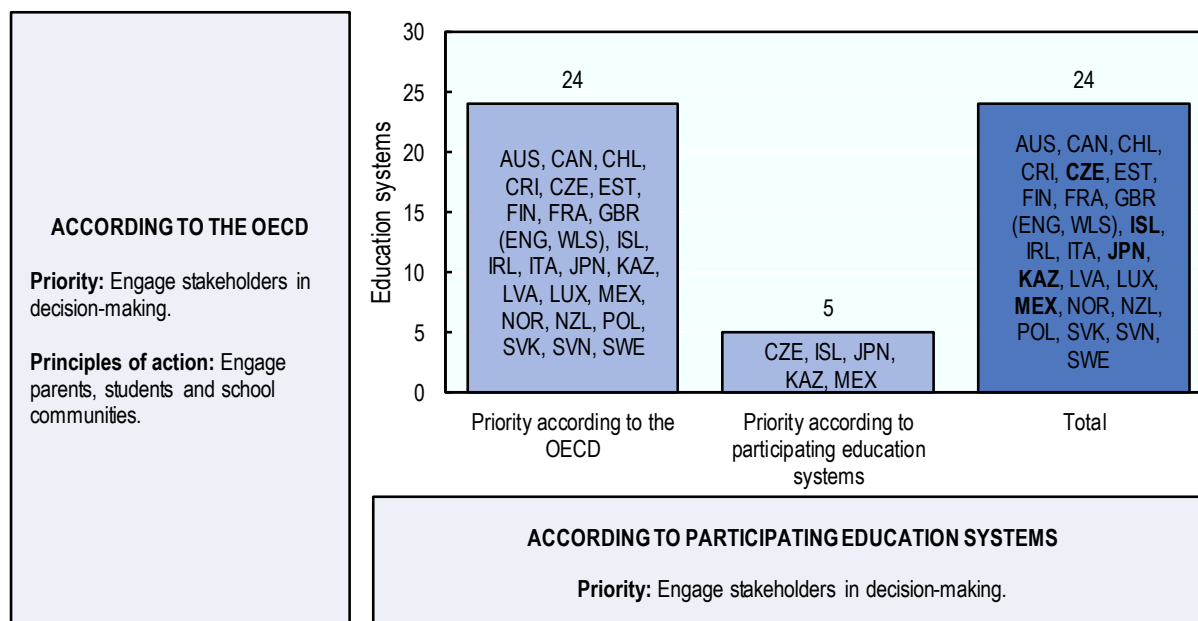 ACCORDING TO THE OECD
Priority: Engage stakeholders in
decision-making.
Principles of action: Engage
parents, students and school
communities.
Education systems
30
25
20
15
10
5
0
24
AUS, CAN, CHL,
CRI, CZE, EST,
FIN, FRA, GBR
(ENG, WLS), ISL,
IRL, ITA, JPN, KAZ,
LVA, LUX, MEX,
NOR, NZL, POL,
SVK, SVN, SWE
5
CZE, ISL, JPN,
KAZ, MEX
24
AUS, CAN, CHL,
CRI, CZE, EST,
FIN, FRA, GBR
(ENG, WLS), ISL,
IRL, ITA, JPN,
KAZ, LVA, LUX,
MEX, NOR, NZL,
POL, SVK, SVN,
SWE
Priority according to the
OECD
Priority according to
participating education
systems
Total
ACCORDING TO PARTICIPATING EDUCATION SYSTEMS
Priority: Engage stakeholders in decision-making.